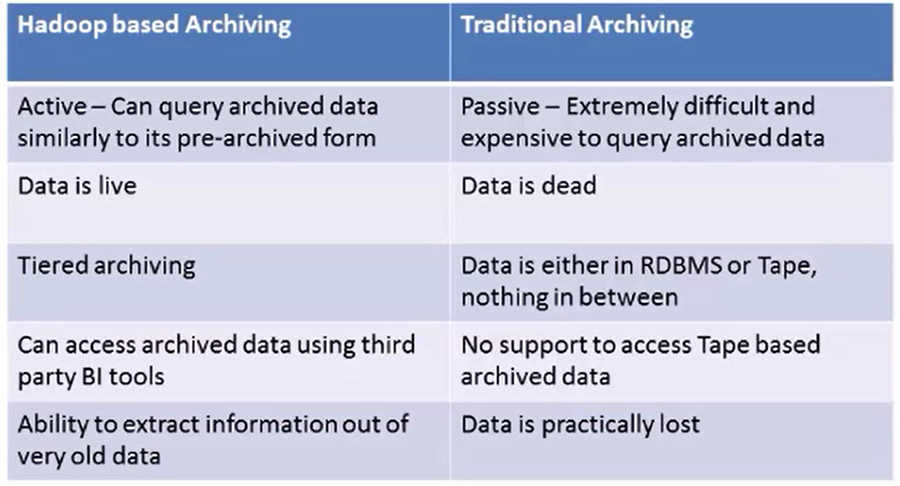 Hadoop based Archiving
Traditional Archiving
Active – Can query archived data
similarly to its pre-archived form
Passive – Extremely difficult and
expensive to query archived data
Data is live
Data is dead
Tiered archiving
Data is either in RDBMS or Tape,
nothing in between
Can access archived data using third
party BI tools
No support to access Tape based
archived data
Ability to extract information out of
very old data
Data is practically lost